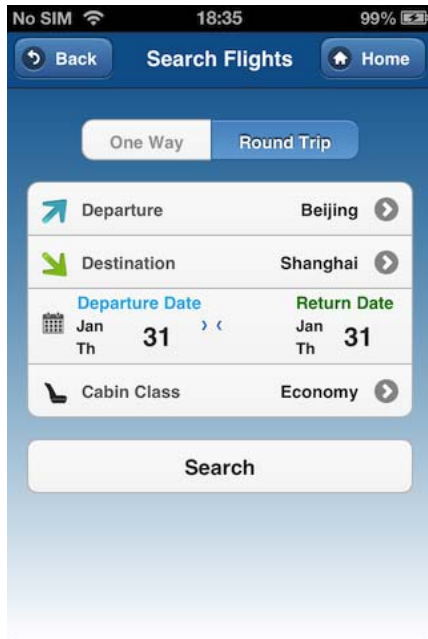 No SIM 18:35 99%
Back Search Flights Home
One Way Round Trip
Departure Beijing
Destination Shanghai
Departure Date Return Date
Jan 31 Jan 31
Th Th
Cabin Class Economy
Search